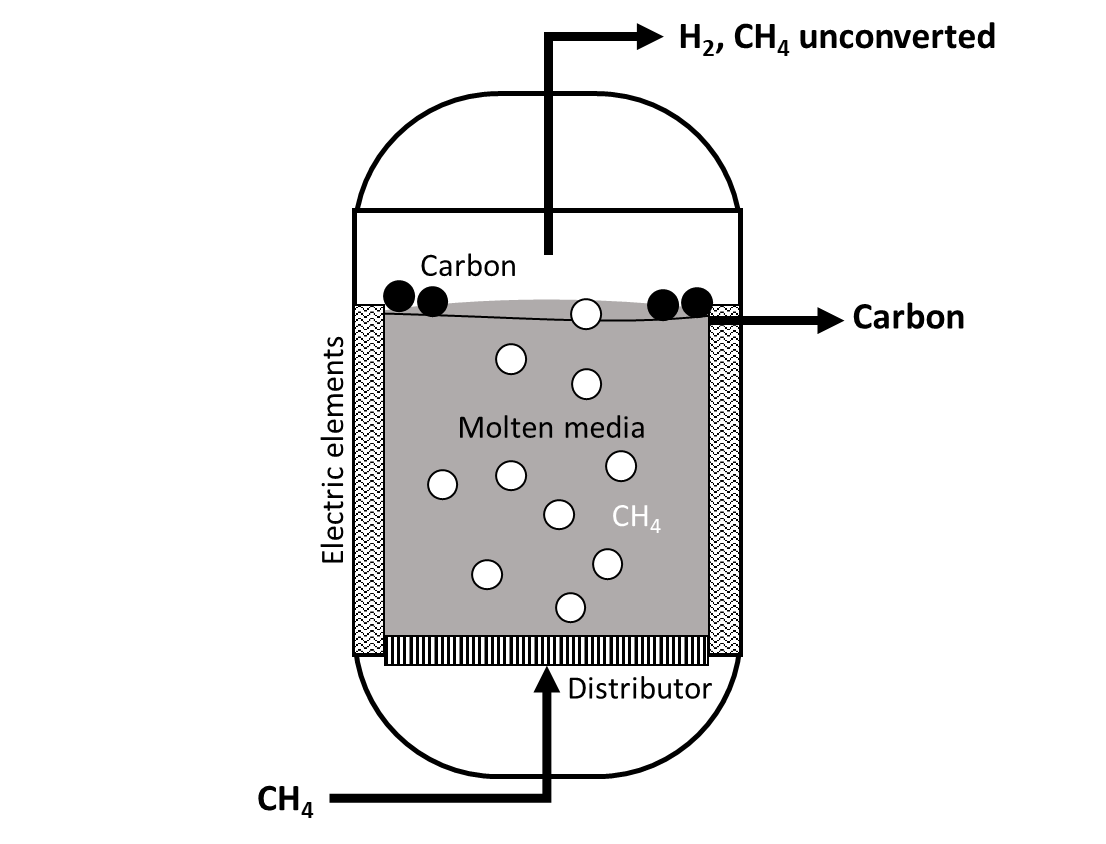 H₂, CH₄ unconverted
Carbon
Carbon
Electric elements
Molten media
CH₄
Distributor
CH₄